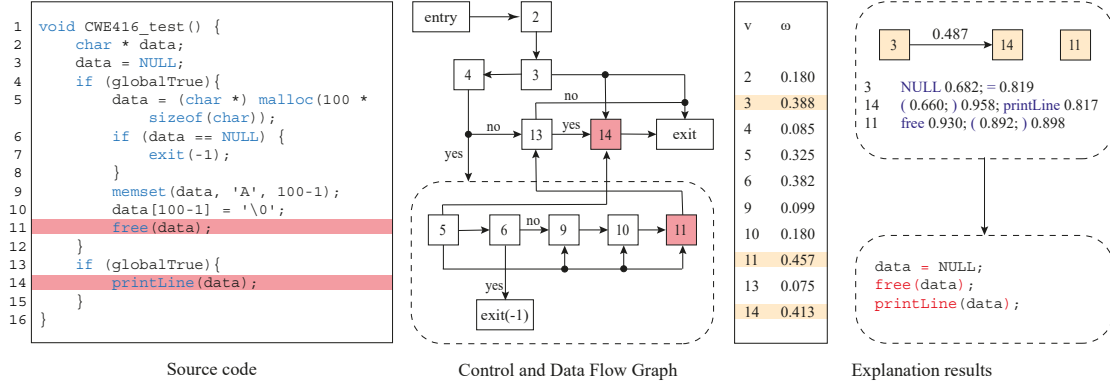 1 void CWE416_test() {
2 char * data;
3 data = NULL;
4 if (globalTrue){
5 data = (char *) malloc(100 *
sizeof(char));
6 if (data == NULL) {
7 exit(-1);
8 }
9 memset(data, 'A', 100-1);
10 data[100-1] = '\0';
11 free(data);
12 }
13 if (globalTrue){
14 printLine(data);
15 }
16 }
Source code
entry 2
4 3
no
no 13 yes 14 exit
yes
5 6 no 9 10 11
yes
exit(-1)
Control and Data Flow Graph
v ω
2 0.180
3 0.388
4 0.085
5 0.325
6 0.382
9 0.099
10 0.180
11 0.457
13 0.075
14 0.413
3 0.487 14 11
3 NULL 0.682; = 0.819
14 ( 0.660; ) 0.958; printLine 0.817
11 free 0.930; ( 0.892; ) 0.898
data = NULL;
free(data);
printLine(data);
Explanation results